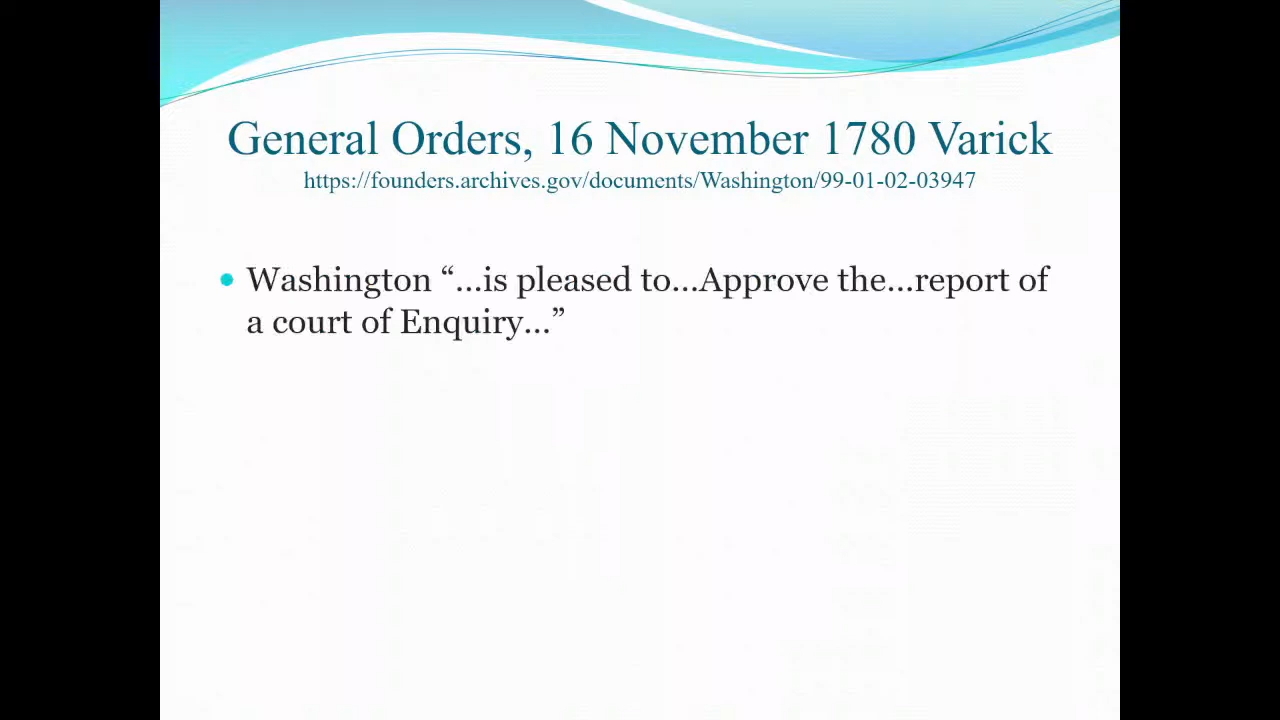 General Orders, 16 November 1780 Varick
https://founders.archives.gov/documents/Washington/99-01-02-03947
• Washington “…is pleased to…Approve the…report of
a court of Enquiry…”